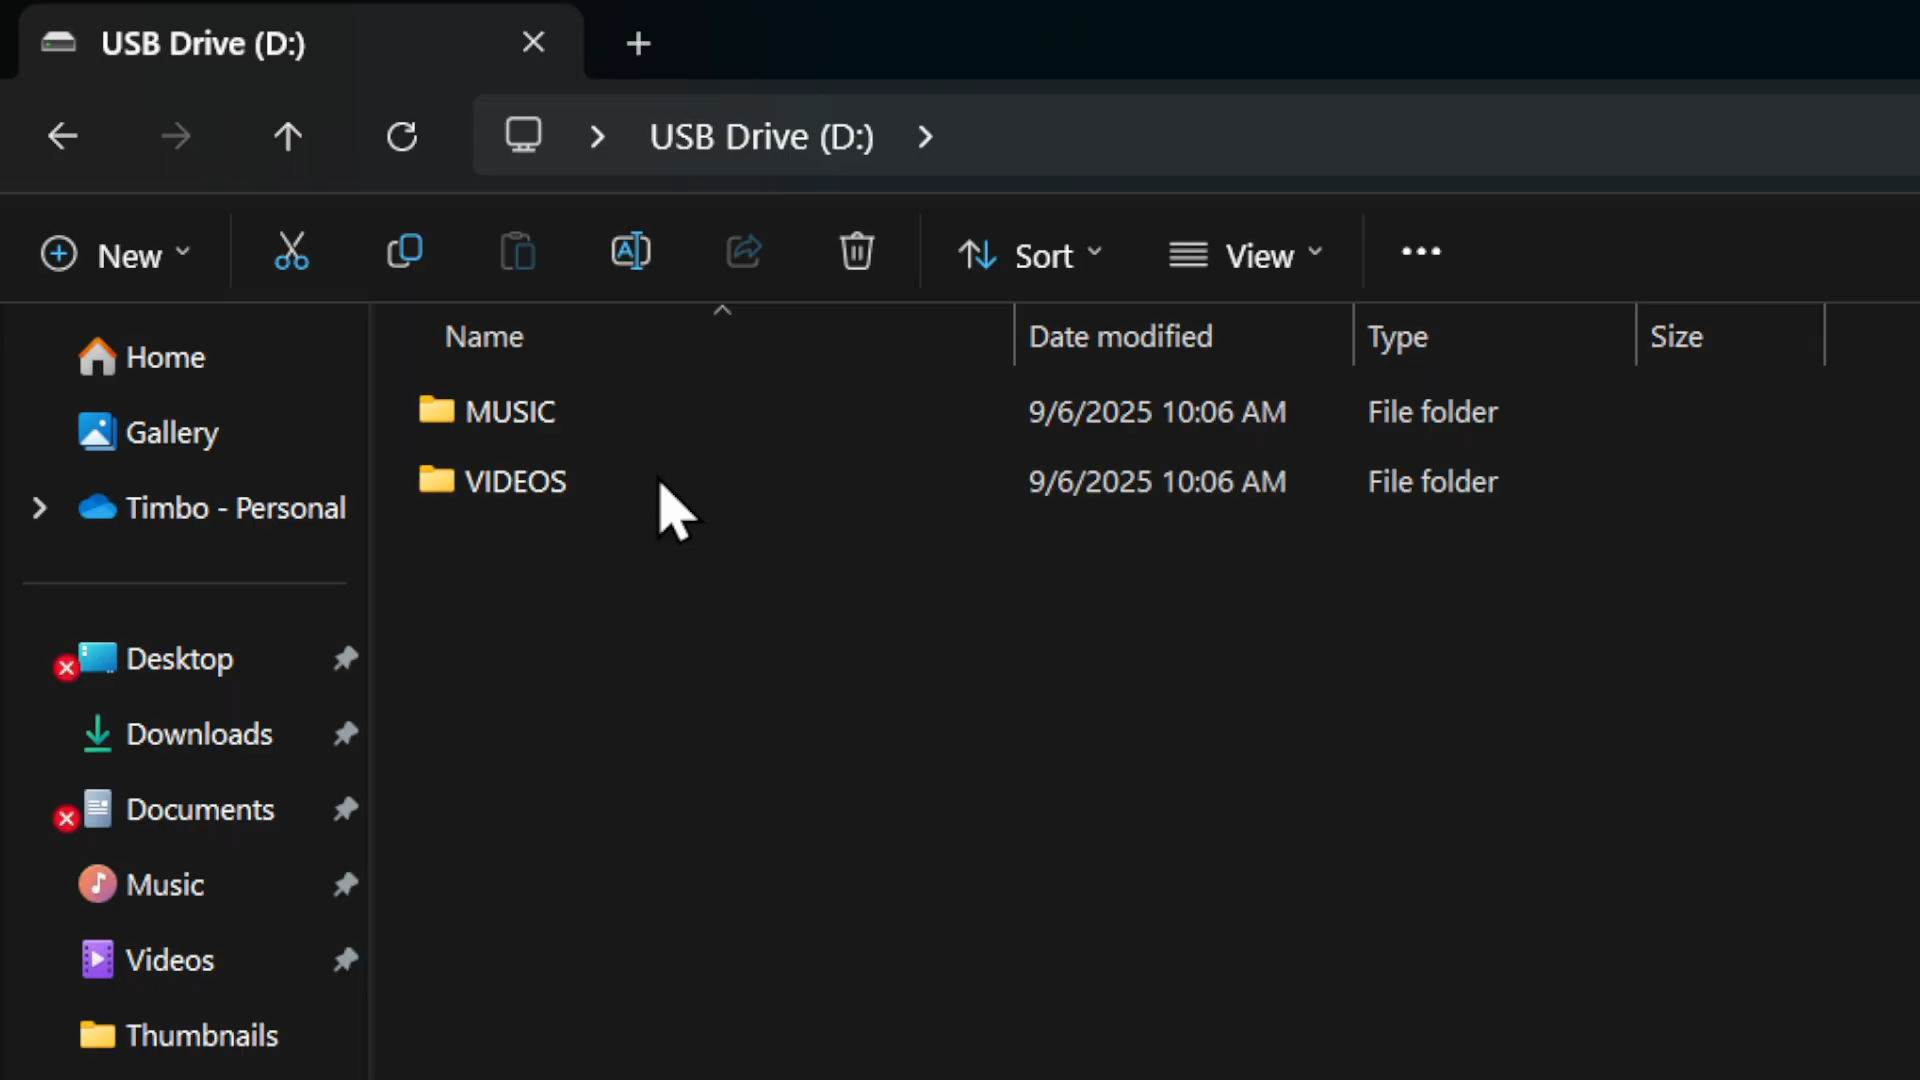 USB Drive (D:)
USB Drive (D:)
New
Sort
View
Name Date modified Type Size
Home
MUSIC 9/6/2025 10:06 AM File folder
Gallery
VIDEOS 9/6/2025 10:06 AM File folder
Timbo - Personal
Desktop
Downloads
Documents
Music
Videos
Thumbnails